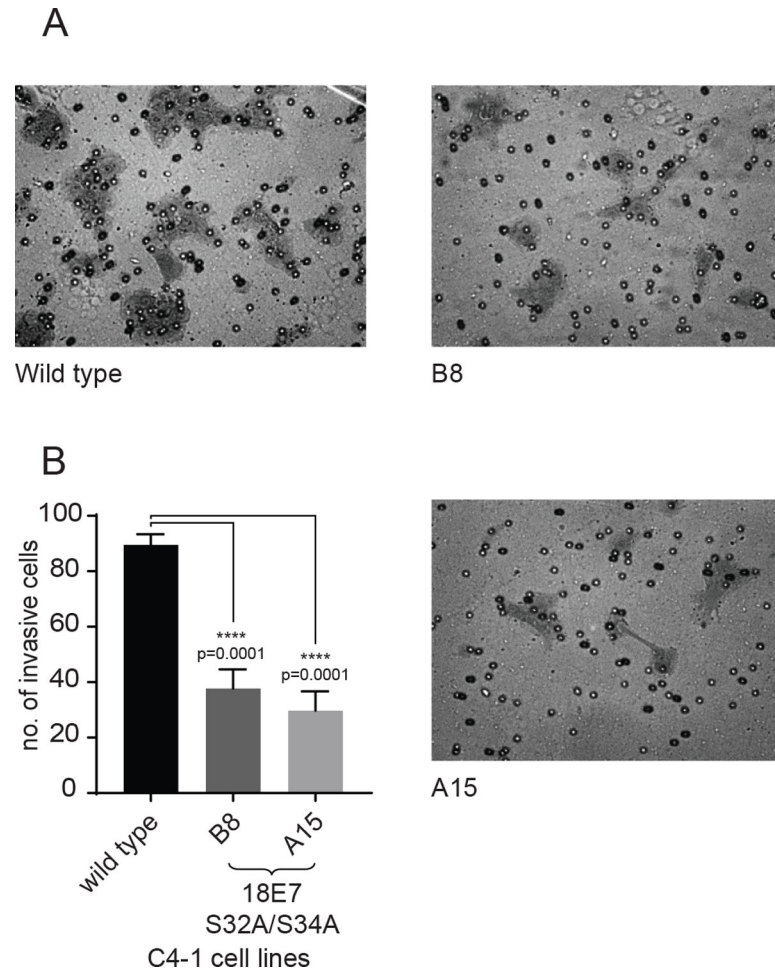 A
Wild type
B8
B
no. of invasive cells
100
80
60
40
20
0
****
p=0.0001
****
p=0.0001
wild type
B8
A15
18E7
S32A/S34A
C4-1 cell lines
A15